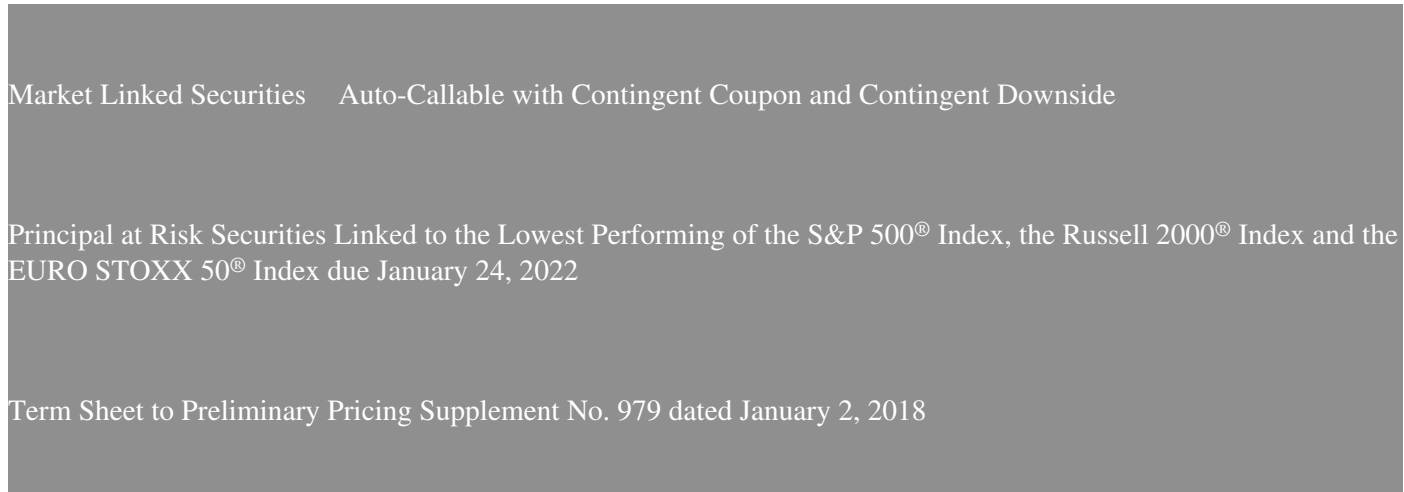 Market Linked Securities Auto-Callable with Contingent Coupon and Contingent Downside
Principal at Risk Securities Linked to the Lowest Performing of the S&P 500® Index, the Russell 2000® Index and the
EURO STOXX 50® Index due January 24, 2022
Term Sheet to Preliminary Pricing Supplement No. 979 dated January 2, 2018